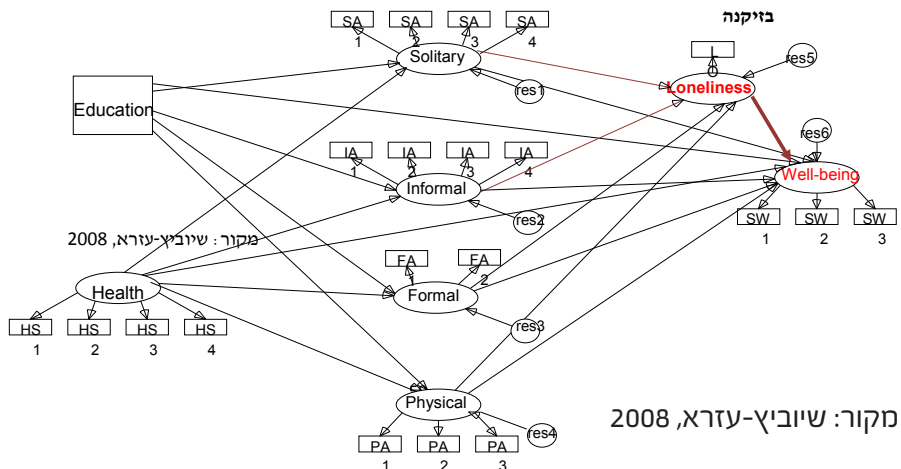 בזיקנה
SA SA SA SA
1 2 3 4
Solitary
res1
L
O
Loneliness
res5
Education
res6
Well-being
SW SW SW
1 2 3
IA IA IA IA
1 2 3 4
Informal
res2
מקור: שיוביץ-עזרא, 2008
FA FA
1 2
Formal
res3
Health
HS HS HS HS
1 2 3 4
Physical
res4
PA PA PA
1 2 3
מקור: שיוביץ-עזרא, 2008